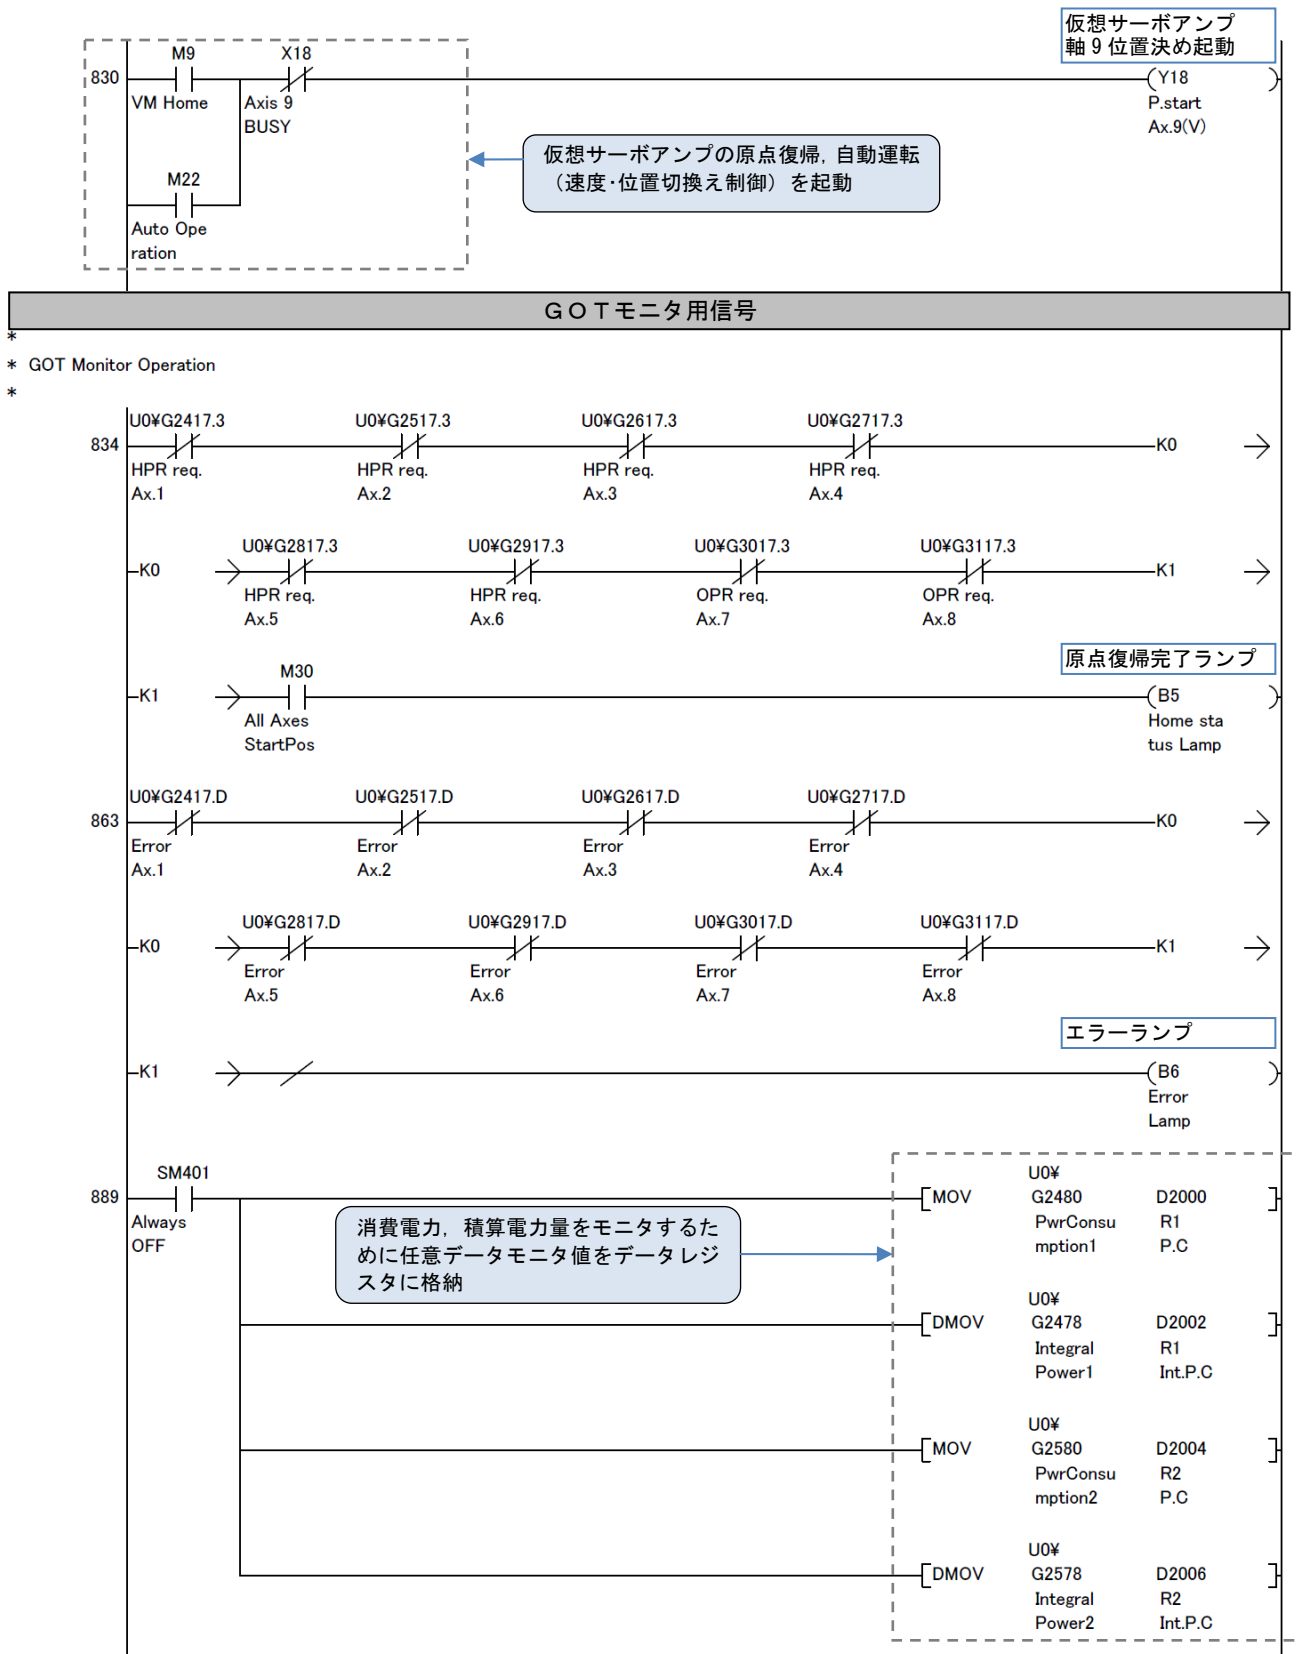 仮想サーボアンプ
軸9位置決め起動
M9 X18
830 (Y18 )
VM Home Axis 9 P.start
BUSY Ax.9(V)
仮想サーボアンプの原点復帰，自動運転
（速度・位置切換え制御）を起動
M22
Auto Ope
ration
ＧＯＴモニタ用信号
*
* GOT Monitor Operation
*
U0¥G2417.3 U0¥G2517.3 U0¥G2617.3 U0¥G2717.3
834 K0
HPR req. HPR req. HPR req. HPR req.
Ax.1 Ax.2 Ax.3 Ax.4
U0¥G2817.3 U0¥G2917.3 U0¥G3017.3 U0¥G3117.3
K0 K1
HPR req. HPR req. OPR req. OPR req.
Ax.5 Ax.6 Ax.7 Ax.8
原点復帰完了ランプ
M30
K1 (B5 )
All Axes Home sta
StartPos tus Lamp
U0¥G2417.D U0¥G2517.D U0¥G2617.D U0¥G2717.D
863 K0
Error Error Error Error
Ax.1 Ax.2 Ax.3 Ax.4
U0¥G2817.D U0¥G2917.D U0¥G3017.D U0¥G3117.D
K0 K1
Error Error Error Error
Ax.5 Ax.6 Ax.7 Ax.8
エラーランプ
K1 (B6 )
Error
Lamp
SM401 U0¥
889 [MOV G2480 D2000 ]
Always PwrConsu R1
OFF mption1 P.C
消費電力，積算電力量をモニタするた
めに任意データモニタ値をデータレジ
スタに格納
U0¥
[DMOV G2478 D2002 ]
Integral R1
Power1 Int.P.C
U0¥
[MOV G2580 D2004 ]
PwrConsu R2
mption2 P.C
U0¥
[DMOV G2578 D2006 ]
Integral R2
Power2 Int.P.C